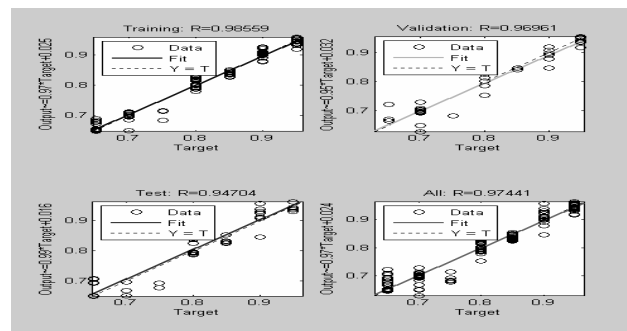 Training: R=0.98559
Output~=0.97*Target+0.025
Data
Fit
Y = T
0.9
0.8
0.7
0.7
0.8
0.9
Target
Validation: R=0.96961
Output~=0.95*Target+0.032
Data
Fit
Y = T
0.9
0.8
0.7
0.7
0.8
0.9
Target
Test: R=0.94704
Output~=0.99*Target+0.016
Data
Fit
Y = T
0.9
0.8
0.7
0.7
0.8
0.9
Target
All: R=0.97441
Output~=0.97*Target+0.024
Data
Fit
Y = T
0.9
0.8
0.7
0.7
0.8
0.9
Target